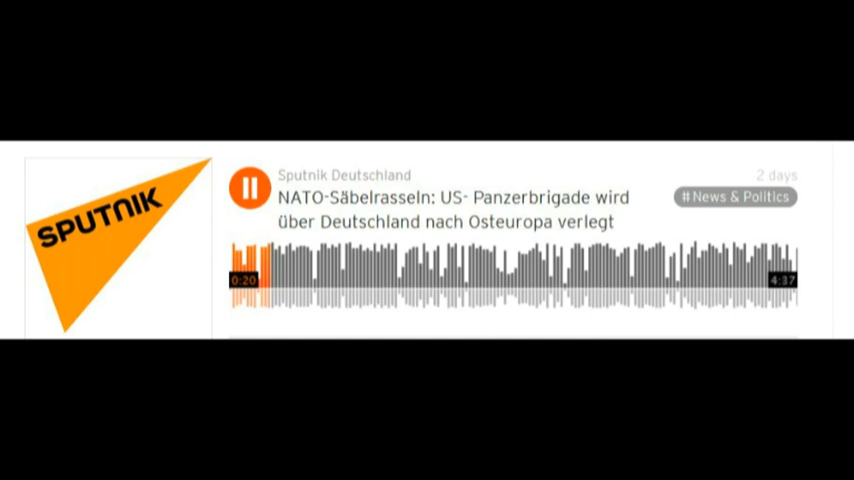 SPUTNIK
Sputnik Deutschland
2 days
NATO-Säbelrasseln: US- Panzerbrigade wird
über Deutschland nach Osteuropa verlegt
#News & Politics
0:20
4:37